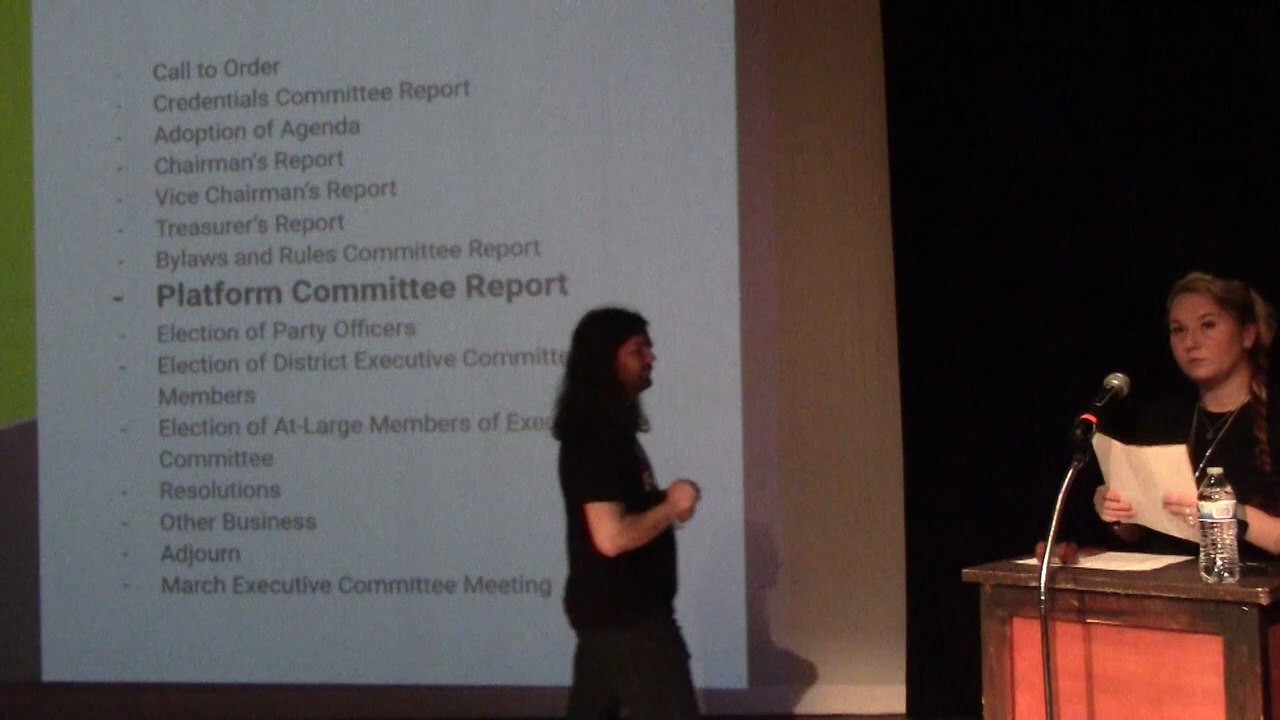 Call to Order
- Credentials Committee Report
- Adoption of Agenda
- Chairman's Report
- Vice Chairman's Report
- Treasurer's Report
- Bylaws and Rules Committee Report
- Platform Committee Report
- Election of Party Officers
- Election of District Executive
Members
- Election of At-Large Members of
Committee
- Resolutions
- Other Business
- Adjourn
- March Executive Committee Meeting